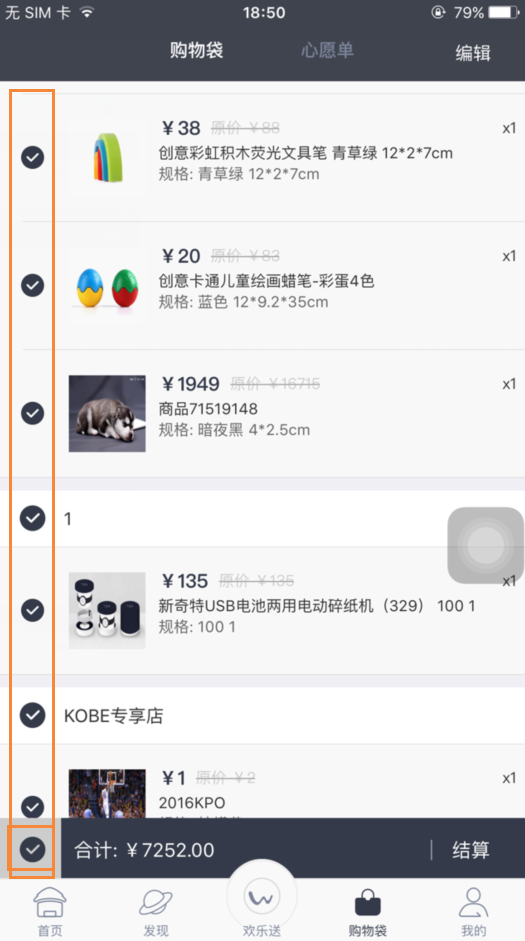 无 SIM 卡 18:50 79%
购物袋 心愿单 编辑
¥38 原价 ¥88 x1
创意彩虹积木荧光文具笔 青草绿 12*2*7cm
规格: 青草绿 12*2*7cm
¥20 原价 ¥83 x1
创意卡通儿童绘画蜡笔-彩蛋4色
规格: 蓝色 12*9.2*35cm
¥1949 原价 ¥16715 x1
商品71519148
规格: 暗夜黑 4*2.5cm
1
¥135 原价 ¥135 x1
新奇特USB电池两用电动碎纸机（329） 100 1
规格: 100 1
KOBE专享店
¥1 原价 ¥2 x1
2016KPO
合计: ¥7252.00 结算
首页 发现 欢乐送 购物袋 我的